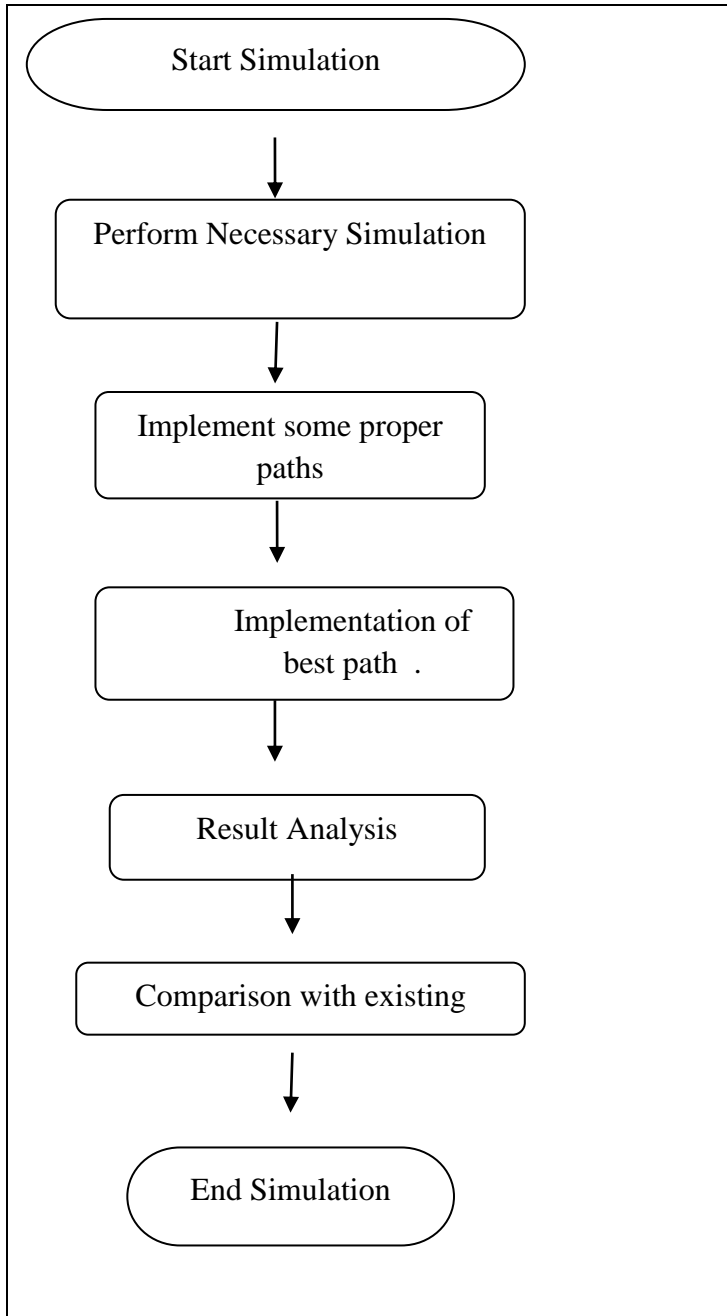 Start Simulation
Perform Necessary Simulation
Implement some proper
paths
Implementation of
best path .
Result Analysis
Comparison with existing
End Simulation